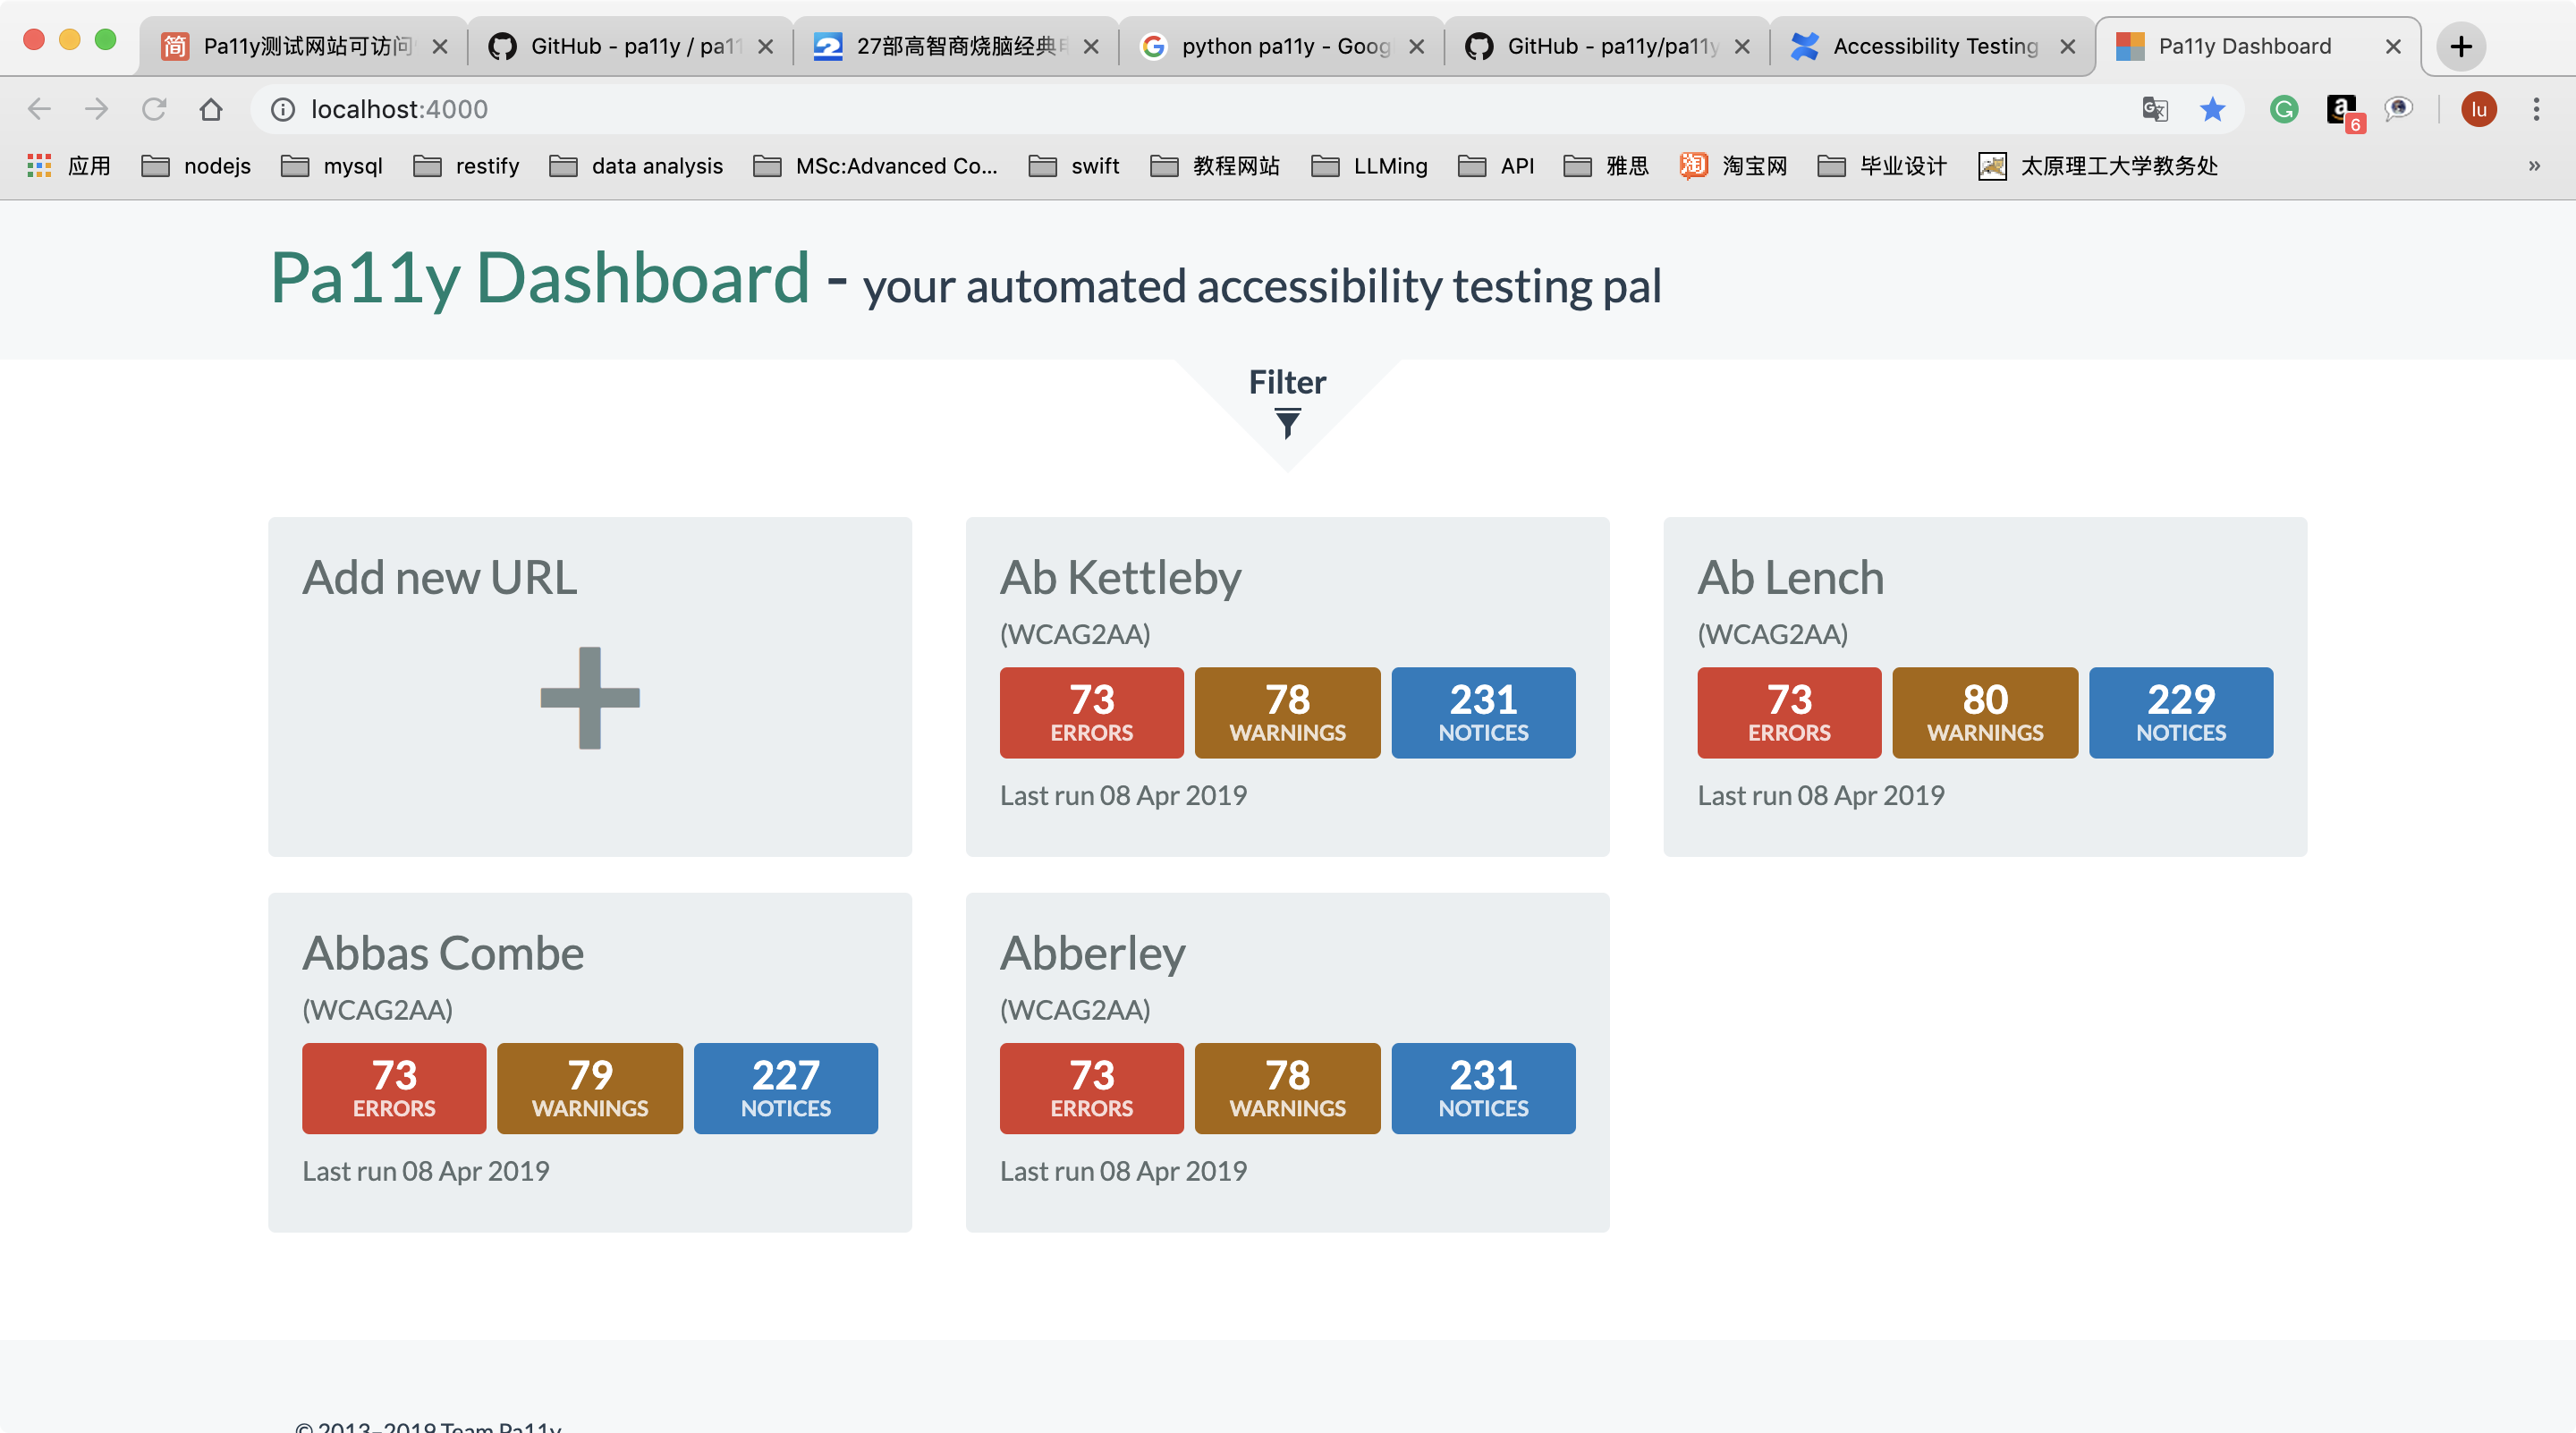 Pa11y测试网站可访问
GitHub - pa11y / pa11
27部高智商烧脑经典
python pa11y - Goog
GitHub - pa11y/pa11y
Accessibility Testing
Pa11y Dashboard
localhost:4000
6
lu
应用 nodejs mysql restify data analysis MSc:Advanced Co... swift 教程网站 LLMing API 雅思 淘宝网 毕业设计 太原理工大学教务处 »
Pa11y Dashboard - your automated accessibility testing pal
Filter
Add new URL
Ab Kettleby
(WCAG2AA)
73 ERRORS
78 WARNINGS
231 NOTICES
Last run 08 Apr 2019
Ab Lench
(WCAG2AA)
73 ERRORS
80 WARNINGS
229 NOTICES
Last run 08 Apr 2019
Abbas Combe
(WCAG2AA)
73 ERRORS
79 WARNINGS
227 NOTICES
Last run 08 Apr 2019
Abberley
(WCAG2AA)
73 ERRORS
78 WARNINGS
231 NOTICES
Last run 08 Apr 2019
© 2013–2019 Team Pa11y